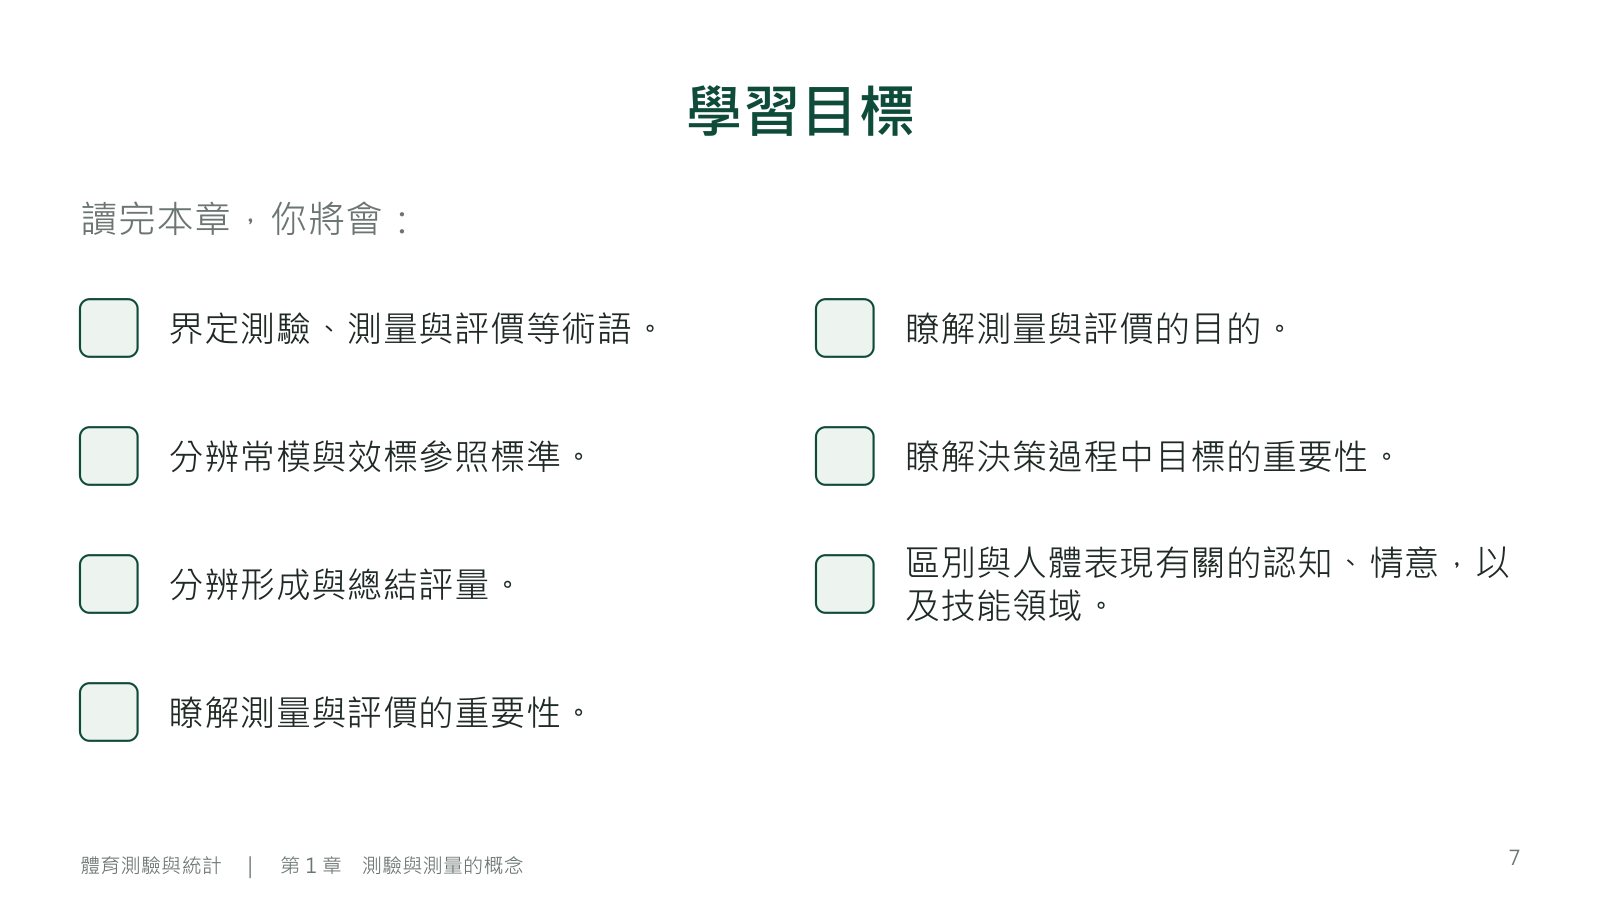 學習目標
讀完本章，你將會：
界定測驗、測量與評價等術語。
分辨常模與效標參照標準。
分辨形成與總結評量。
瞭解測量與評價的重要性。
瞭解測量與評價的目的。
瞭解決策過程中目標的重要性。
區別與人體表現有關的認知、情意，以
及技能領域。
體育測驗與統計　｜　第 1 章　測驗與測量的概念
7